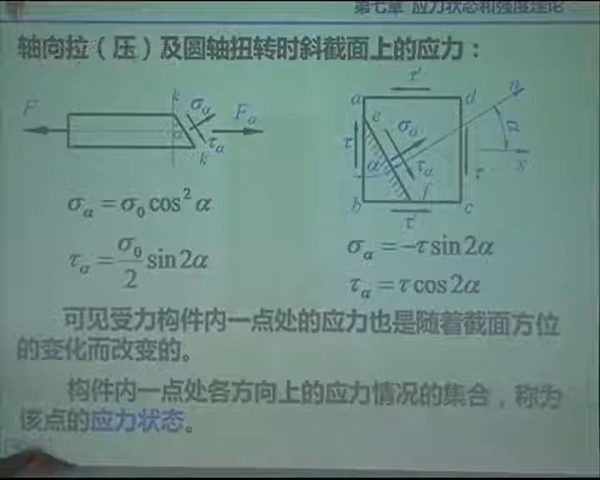 第七章 应力状态和强度理论
轴向拉（压）及圆轴扭转时斜截面上的应力：
F k σα Fα α τα k
τ′ a d n e σα α τ τα α x τ b f c τ′
σα = σ0 cos² α
τα = σ0/2 sin 2α
σα = −τ sin 2α
τα = τ cos 2α
可见受力构件内一点处的应力也是随着截面方位
的变化而改变的。
构件内一点处各方向上的应力情况的集合，称为
该点的应力状态。